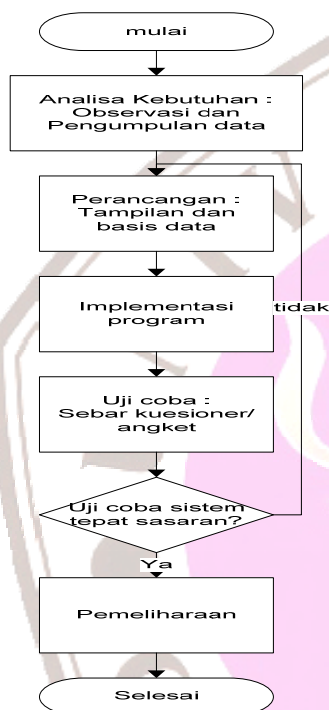 mulai
Analisa Kebutuhan :
Observasi dan
Pengumpulan data
Perancangan :
Tampilan dan
basis data
Implementasi
program
tidak
Uji coba :
Sebar kuesioner/
angket
Uji coba sistem
tepat sasaran?
Ya
Pemeliharaan
Selesai